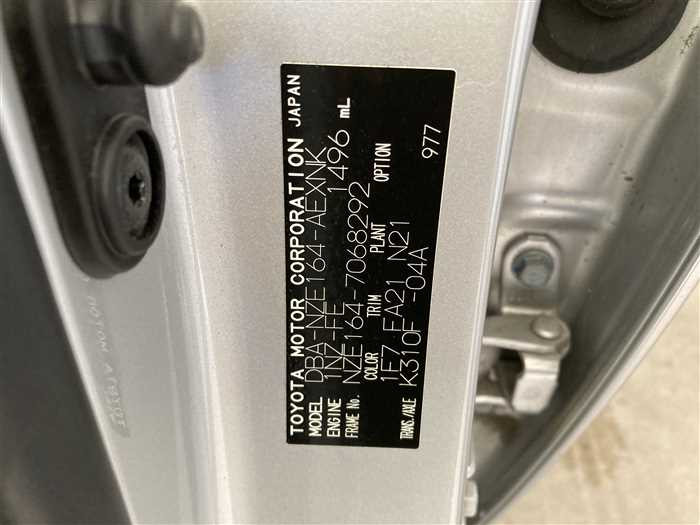 TOYOTA MOTOR CORPORATION JAPAN
MODEL DBA-NZE164-AEXNK
ENGINE 1NZ-FE 1496 mL
FRAME No. NZE164-7068292
COLOR TRIM PLANT OPTION
1F7 FA21 N21
TRANS./AXLE K310F -04A 977